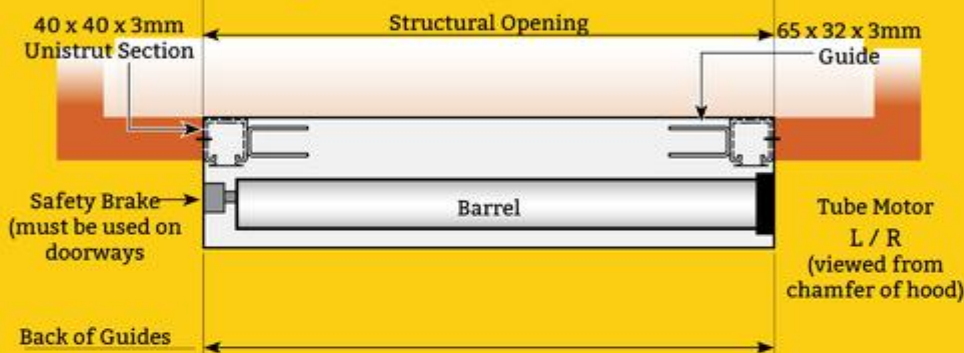 Structural Opening
40 x 40 x 3mm
Unistrut Section
65 x 32 x 3mm
Guide
Safety Brake
(must be used on
doorways
Barrel
Tube Motor
L / R
(viewed from
chamfer of hood)
Back of Guides